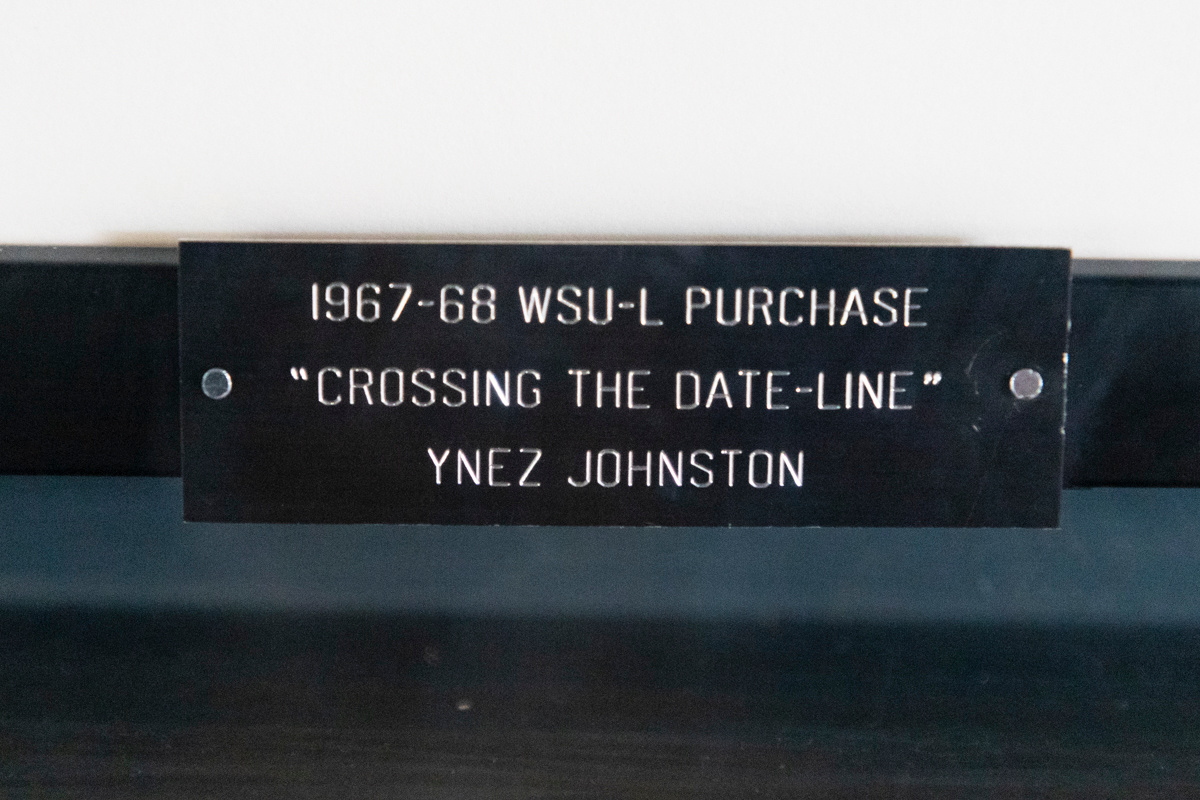 1967-68 WSU-L PURCHASE
“CROSSING THE DATE-LINE”
YNEZ JOHNSTON